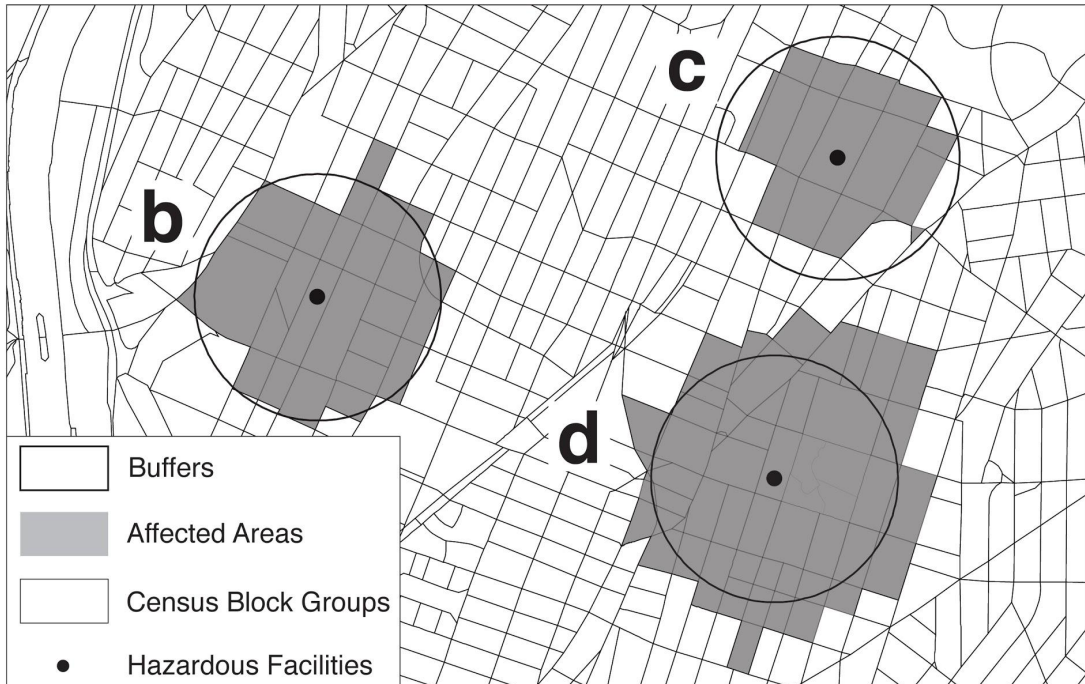 c
b
d
Buffers
Affected Areas
Census Block Groups
Hazardous Facilities